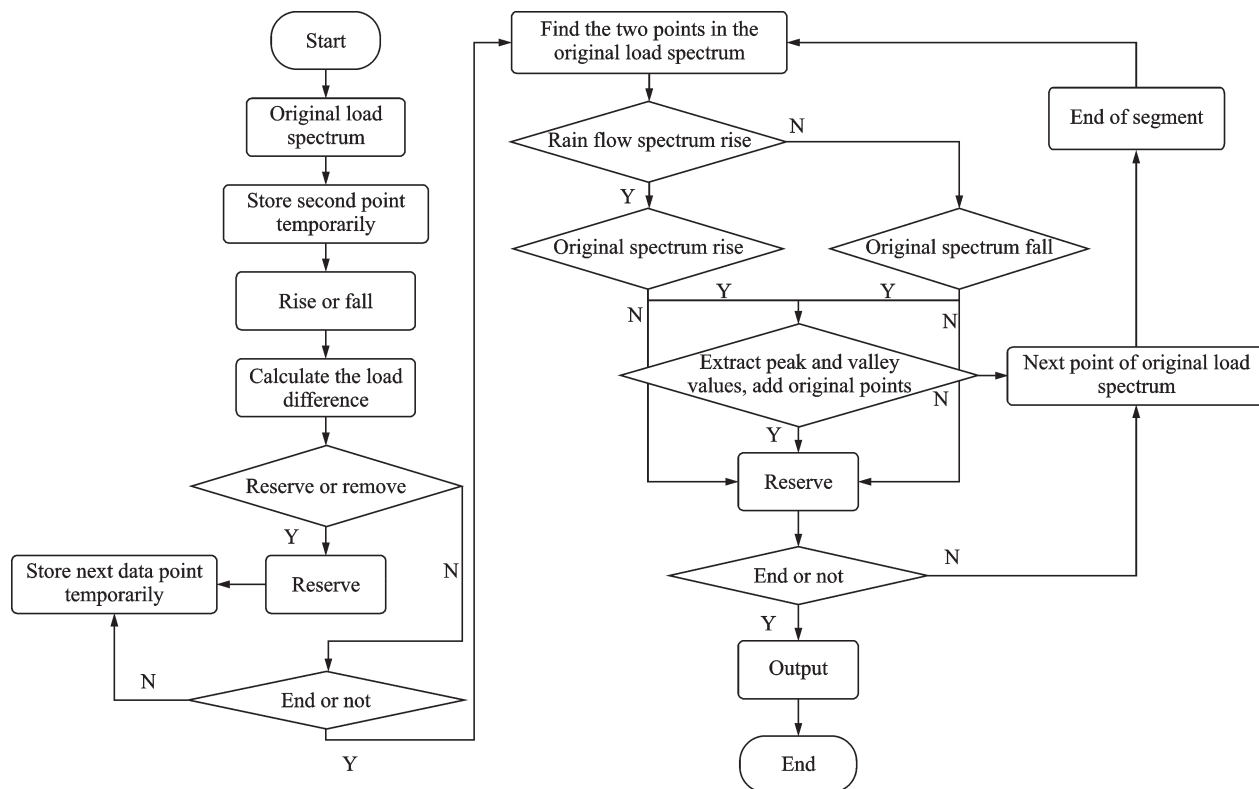 Start
Original load
spectrum
Store second point
temporarily
Rise or fall
Calculate the load
difference
Reserve or remove
Y
N
Reserve
Store next data point
temporarily
N
End or not
Y
Find the two points in the
original load spectrum
Rain flow spectrum rise
N
Y
Original spectrum rise
Original spectrum fall
Y
Y
N
N
Extract peak and valley
values, add original points
N
Y
Reserve
End or not
N
Y
Output
End
End of segment
Next point of original load
spectrum